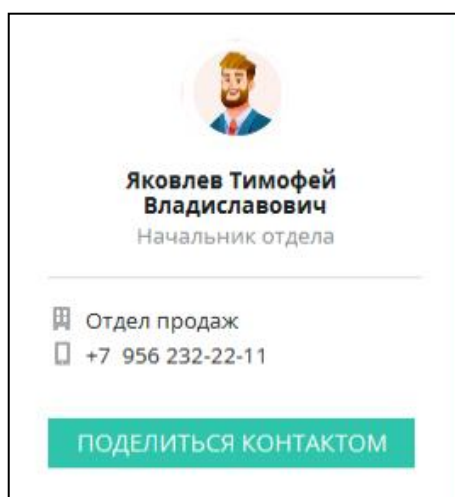 Яковлев Тимофей
Владиславович
Начальник отдела
Отдел продаж
+7 956 232-22-11
ПОДЕЛИТЬСЯ КОНТАКТОМ